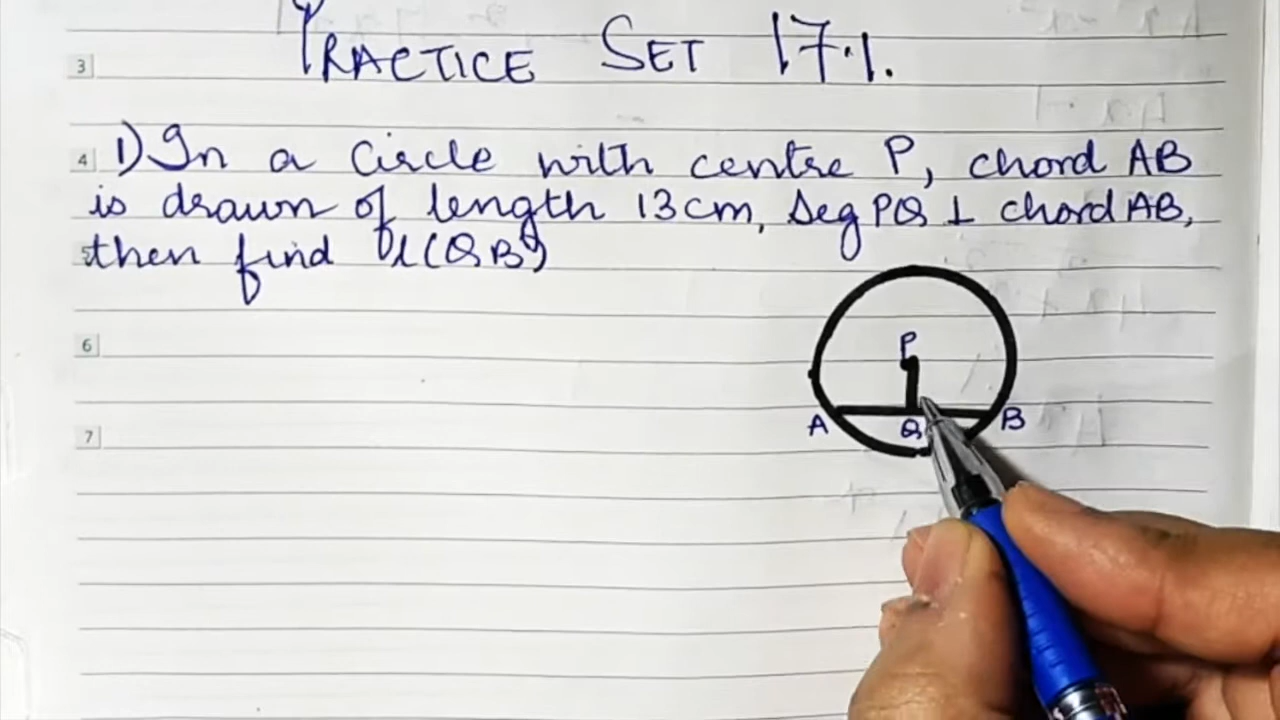 PRACTICE SET 17.1.
3
4 1) In a circle with centre P, chord AB
is drawn of length 13cm, seg PQ ⊥ chord AB,
5 then find l(QB)
6
P
7
A Q B